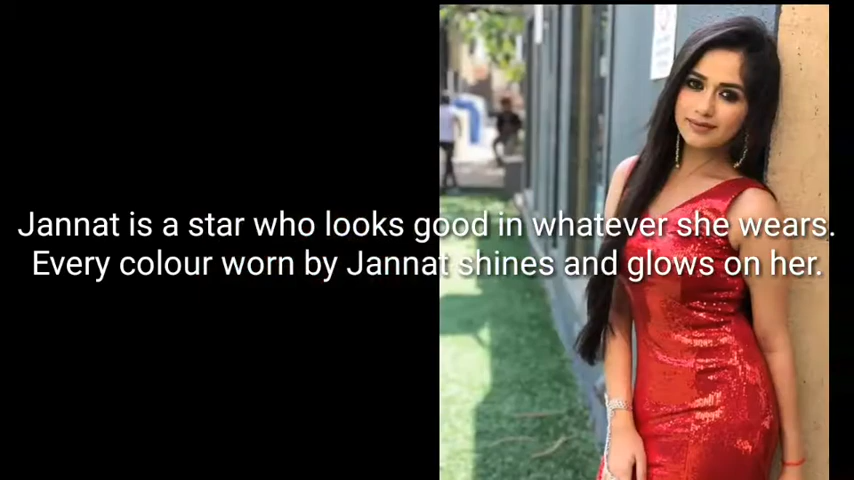 Jannat is a star who looks good in whatever she wears.
Every colour worn by Jannat shines and glows on her.